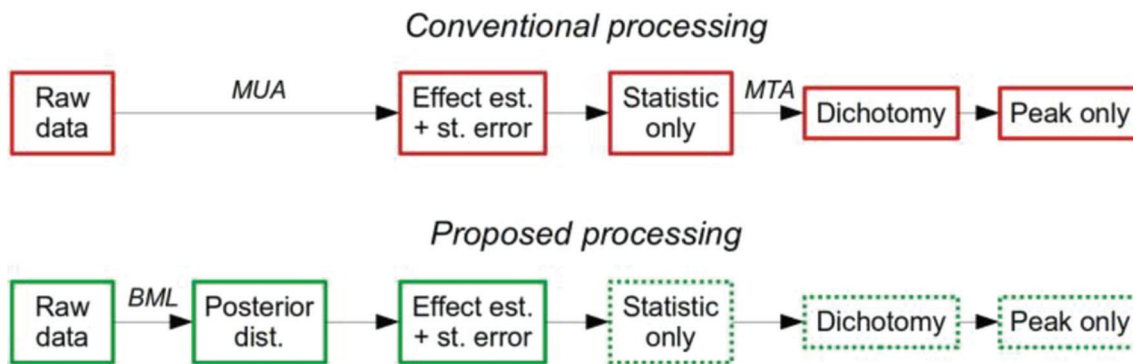 Conventional processing
Raw
data
MUA
Effect est.
+ st. error
Statistic
only
MTA
Dichotomy
Peak only
Proposed processing
Raw
data
BML
Posterior
dist.
Effect est.
+ st. error
Statistic
only
Dichotomy
Peak only